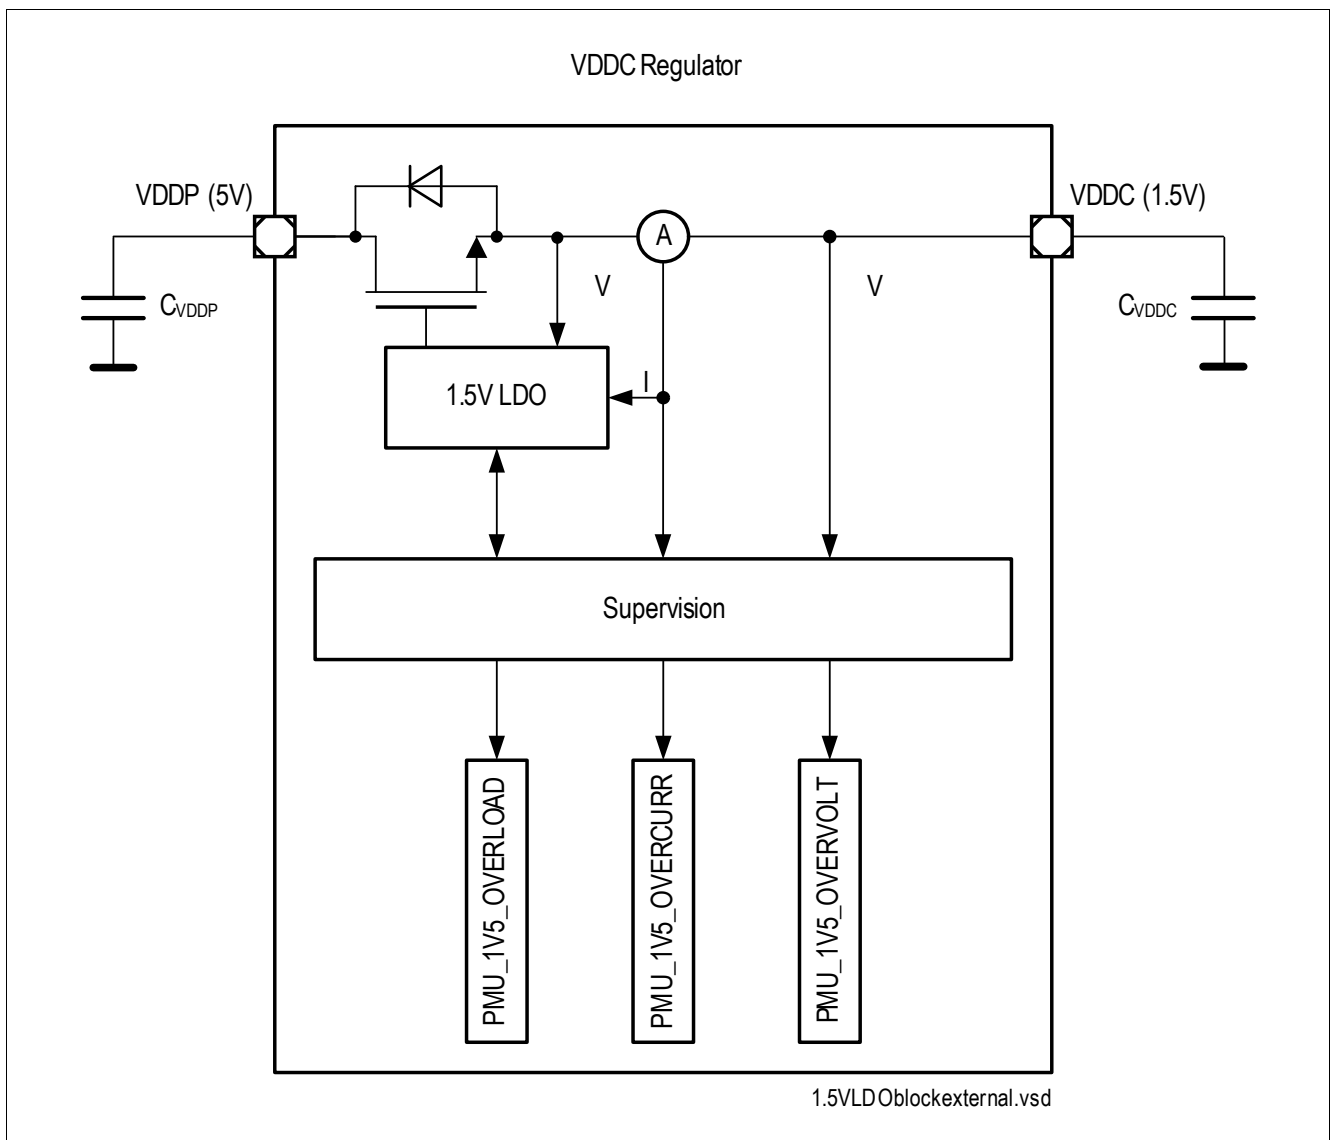 VDDC Regulator
VDDP (5V)
VDDC (1.5V)
A
CVDDP
V
V
CVDDC
1.5V LDO
I
Supervision
PMU_1V5_OVERLOAD
PMU_1V5_OVERCURR
PMU_1V5_OVERVOLT
1.5VLDOblockexternal.vsd